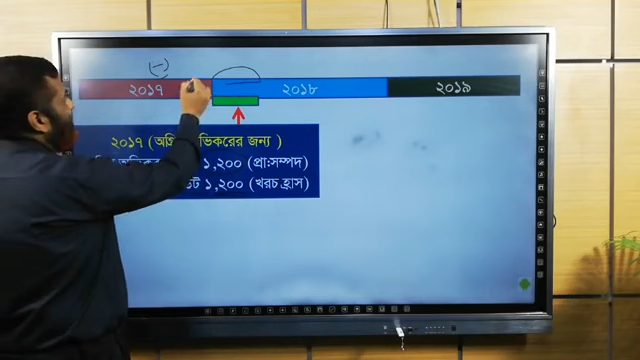 (-)
২০১৭ ২০১৮ ২০১৯
২০১৭ (অগ্রি ভিকরের জন্য )
১,২০০ (প্রা:সম্পদ)
১,২০০ (খরচ হ্রাস)